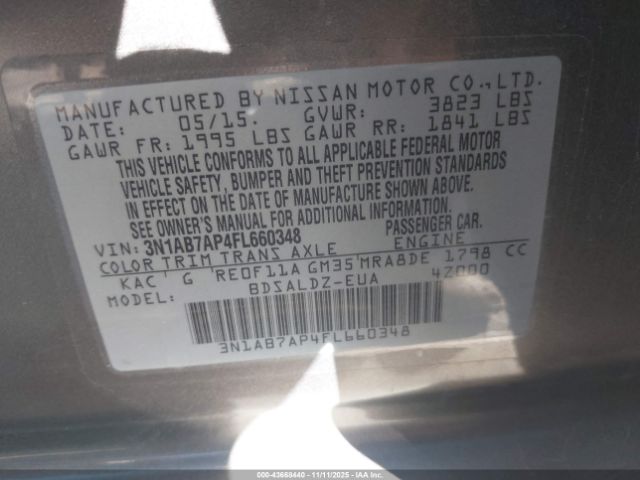 MANUFACTURED BY NISSAN MOTOR CO.,LTD.
DATE: 05/15 GVWR: 3823 LBS
GAWR FR: 1995 LBS GAWR RR: 1841 LBS
THIS VEHICLE CONFORMS TO ALL APPLICABLE FEDERAL MOTOR
VEHICLE SAFETY, BUMPER AND THEFT PREVENTION STANDARDS
IN EFFECT ON THE DATE OF MANUFACTURE SHOWN ABOVE.
SEE OWNER'S MANUAL FOR ADDITIONAL INFORMATION.
VIN: 3N1AB7AP4FL660348 PASSENGER CAR.
COLOR TRIM TRANS AXLE ENGINE
KAC G RE0F11A GM35 MRA8DE 1798 CC
MODEL: BDSALDZ-EUA 4Z000
3N1AB7AP4FL660348
000-43668440 - 11/11/2025 - IAAI.COM